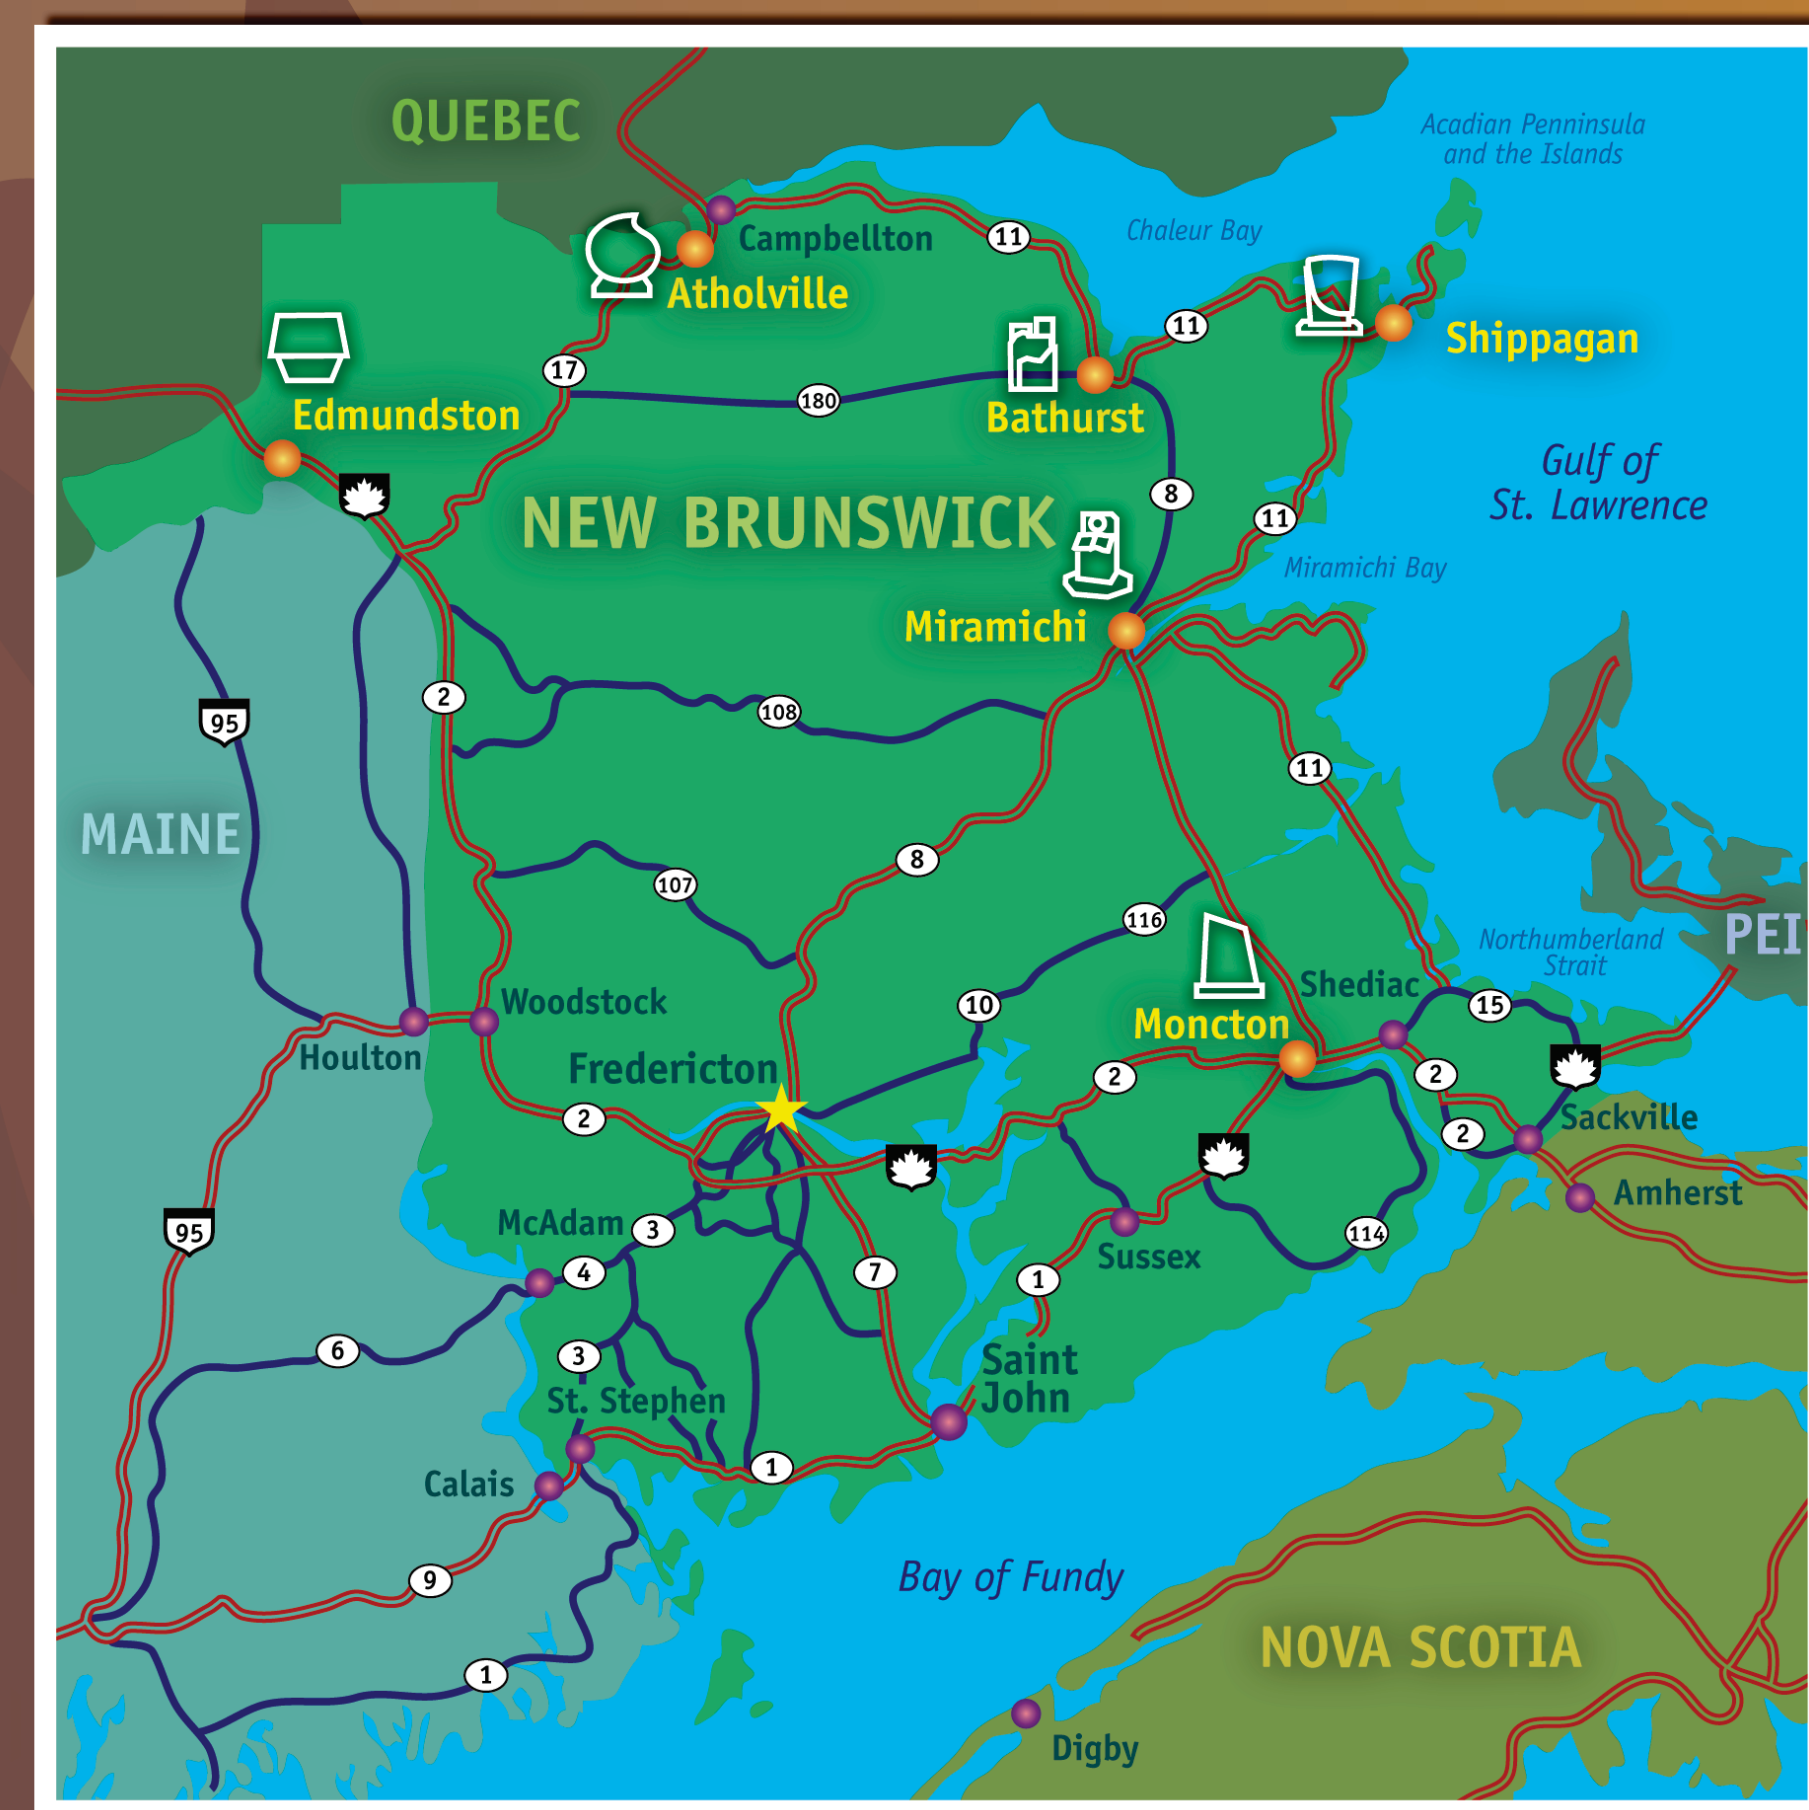 QUEBEC
Acadian Penninsula
and the Islands
Chaleur Bay
Campbellton
11
Atholville
11
Shippagan
17
180
Bathurst
Edmundston
Gulf of
St. Lawrence
8
NEW BRUNSWICK
11
Miramichi Bay
Miramichi
2
108
95
11
MAINE
8
107
116
PEI
Northumberland
Strait
Shediac
15
10
Woodstock
Moncton
Houlton
Fredericton
2
2
2
Sackville
2
Amherst
McAdam
3
95
114
Sussex
4
7
1
6
3
Saint
John
St. Stephen
1
Calais
9
Bay of Fundy
NOVA SCOTIA
1
Digby